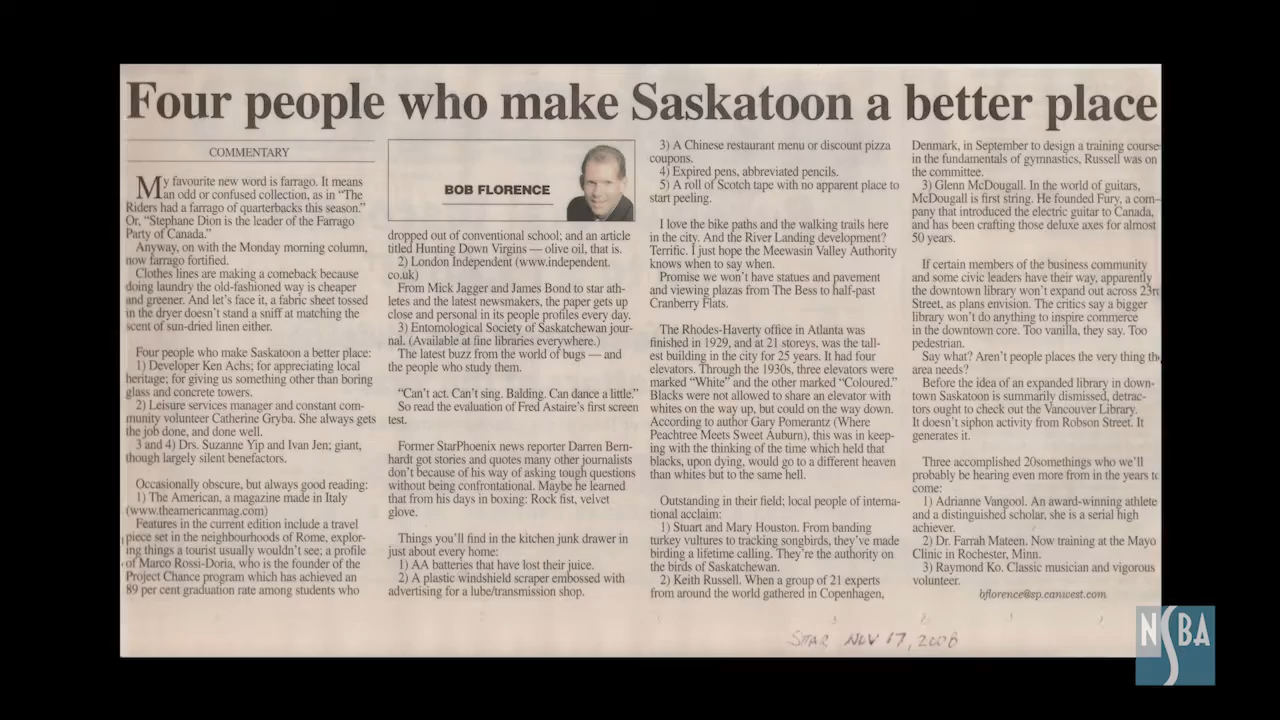 Four people who make Saskatoon a better place
COMMENTARY
My favourite new word is farrago. It means
an odd or confused collection, as in “The
Riders had a farrago of quarterbacks this season.”
Or, “Stephane Dion is the leader of the Farrago
Party of Canada.”
Anyway, on with the Monday morning column,
now farrago fortified.
Clothes lines are making a comeback because
doing laundry the old-fashioned way is cheaper
and greener. And let’s face it, a fabric sheet tossed
in the dryer doesn’t stand a sniff at matching the
scent of sun-dried linen either.
Four people who make Saskatoon a better place:
1) Developer Ken Achs; for appreciating local
heritage; for giving us something other than boring
glass and concrete towers.
2) Leisure services manager and constant com-
munity volunteer Catherine Gryba. She always gets
the job done, and done well.
3 and 4) Drs. Suzanne Yip and Ivan Jen; giant,
though largely silent benefactors.
Occasionally obscure, but always good reading:
1) The American, a magazine made in Italy
(www.theamericanmag.com)
Features in the current edition include a travel
piece set in the neighbourhoods of Rome, explor-
ing things a tourist usually wouldn’t see; a profile
of Marco Rossi-Doria, who is the founder of the
Project Chance program which has achieved an
89 per cent graduation rate among students who
BOB FLORENCE
dropped out of conventional school; and an article
titled Hunting Down Virgins — olive oil, that is.
2) London Independent (www.independent.
co.uk)
From Mick Jagger and James Bond to star ath-
letes and the latest newsmakers, the paper gets up
close and personal in its people profiles every day.
3) Entomological Society of Saskatchewan jour-
nal. (Available at fine libraries everywhere.)
The latest buzz from the world of bugs — and
the people who study them.
“Can’t act. Can’t sing. Balding. Can dance a little.”
So read the evaluation of Fred Astaire’s first screen
test.
Former StarPhoenix news reporter Darren Bern-
hardt got stories and quotes many other journalists
don’t because of his way of asking tough questions
without being confrontational. Maybe he learned
that from his days in boxing: Rock fist, velvet
glove.
Things you’ll find in the kitchen junk drawer in
just about every home:
1) AA batteries that have lost their juice.
2) A plastic windshield scraper embossed with
advertising for a lube/transmission shop.
3) A Chinese restaurant menu or discount pizza
coupons.
4) Expired pens, abbreviated pencils.
5) A roll of Scotch tape with no apparent place to
start peeling.
I love the bike paths and the walking trails here
in the city. And the River Landing development?
Terrific. I just hope the Meewasin Valley Authority
knows when to say when.
Promise we won’t have statues and pavement
and viewing plazas from The Bess to half-past
Cranberry Flats.
The Rhodes-Haverty office in Atlanta was
finished in 1929, and at 21 storeys, was the tall-
est building in the city for 25 years. It had four
elevators. Through the 1930s, three elevators were
marked “White” and the other marked “Coloured.”
Blacks were not allowed to share an elevator with
whites on the way up, but could on the way down.
According to author Gary Pomerantz (Where
Peachtree Meets Sweet Auburn), this was in keep-
ing with the thinking of the time which held that
blacks, upon dying, would go to a different heaven
than whites but to the same hell.
Outstanding in their field; local people of interna-
tional acclaim:
1) Stuart and Mary Houston. From banding
turkey vultures to tracking songbirds, they’ve made
birding a lifetime calling. They’re the authority on
the birds of Saskatchewan.
2) Keith Russell. When a group of 21 experts
from around the world gathered in Copenhagen,
Denmark, in September to design a training course
in the fundamentals of gymnastics, Russell was on
the committee.
3) Glenn McDougall. In the world of guitars,
McDougall is first string. He founded Fury, a com-
pany that introduced the electric guitar to Canada,
and has been crafting those deluxe axes for almost
50 years.
If certain members of the business community
and some civic leaders have their way, apparently
the downtown library won’t expand out across 23rd
Street, as plans envision. The critics say a bigger
library won’t do anything to inspire commerce
in the downtown core. Too vanilla, they say. Too
pedestrian.
Say what? Aren’t people places the very thing th
area needs?
Before the idea of an expanded library in down-
town Saskatoon is summarily dismissed, detrac-
tors ought to check out the Vancouver Library.
It doesn’t siphon activity from Robson Street. It
generates it.
Three accomplished 20somethings who we’ll
probably be hearing even more from in the years to
come:
1) Adrianne Vangool. An award-winning athlete
and a distinguished scholar, she is a serial high
achiever.
2) Dr. Farrah Mateen. Now training at the Mayo
Clinic in Rochester, Minn.
3) Raymond Ko. Classic musician and vigorous
volunteer.
bflorence@sp.canwest.com
STAR NOV 17, 2008
NSBA